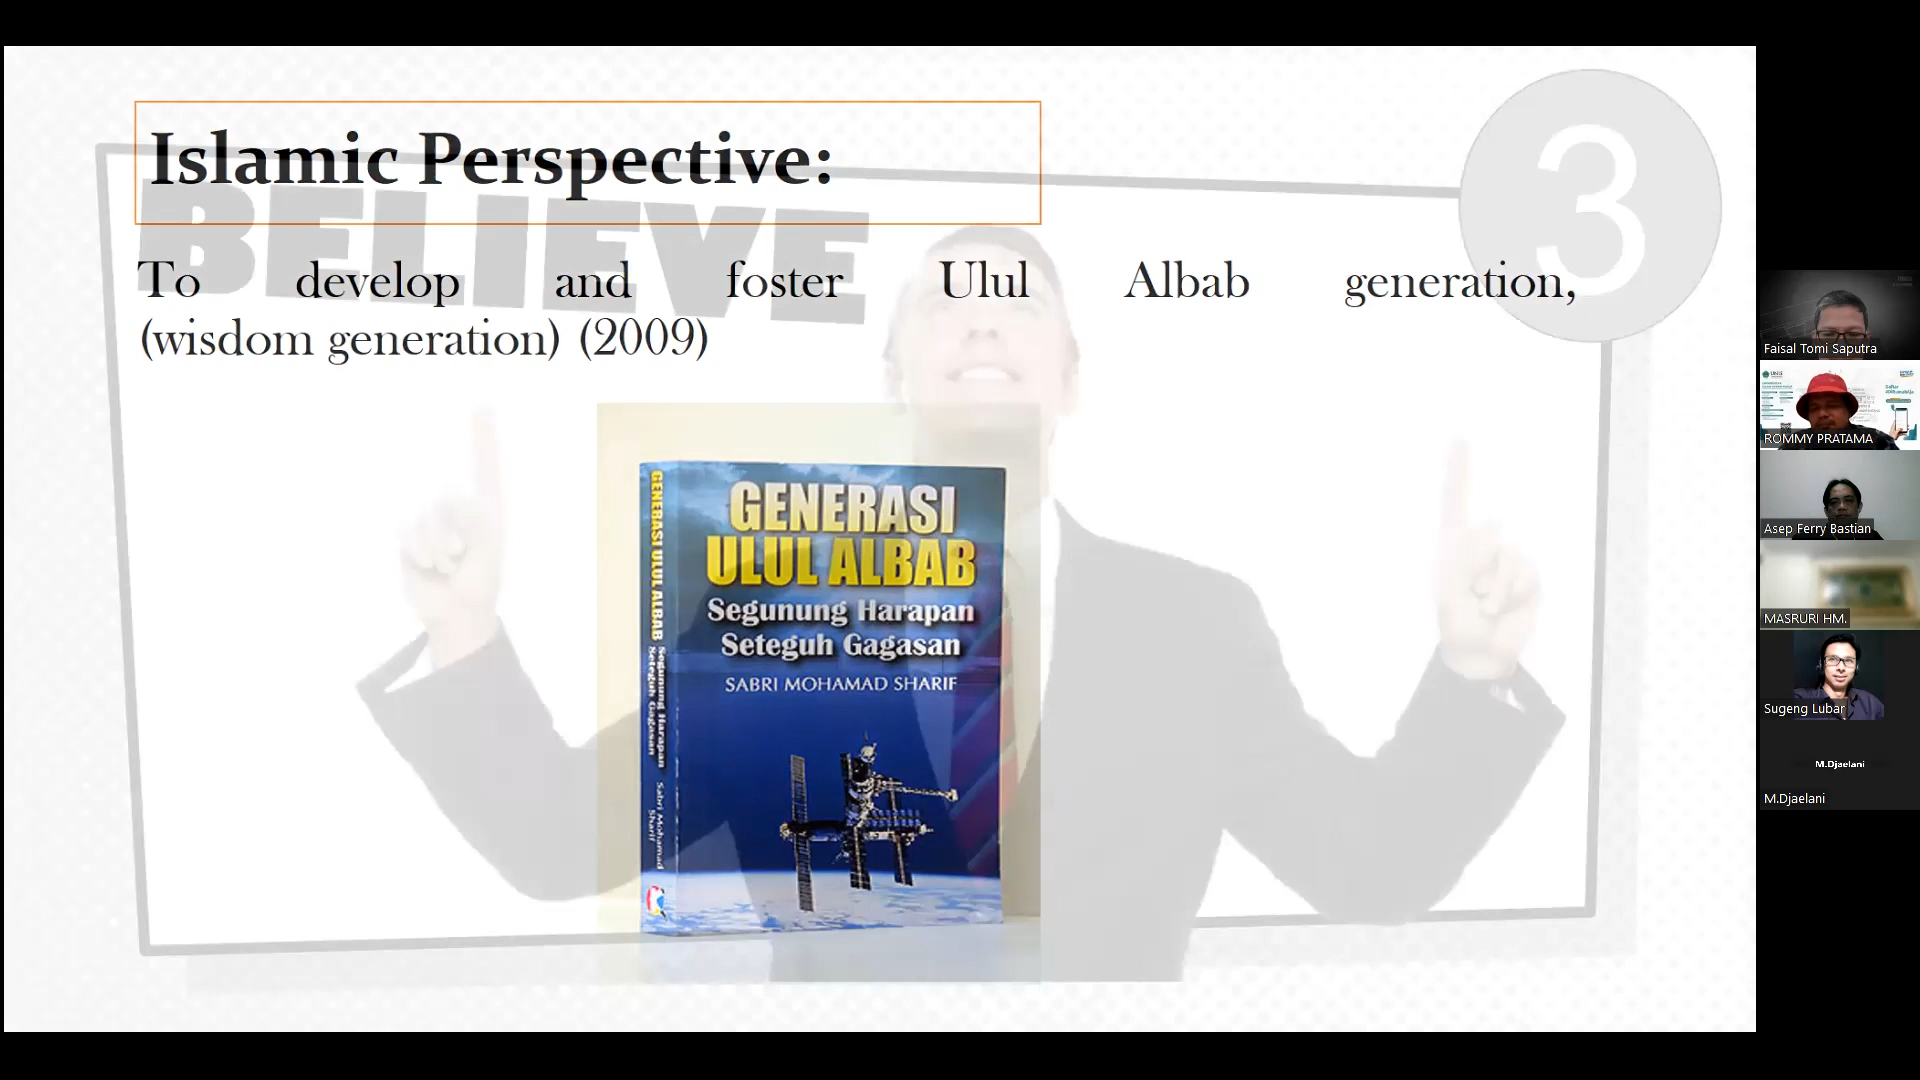 Islamic Perspective:
BELIEVE
3
To develop and foster Ulul Albab generation,
(wisdom generation) (2009)
GENERASI
ULUL ALBAB
Segunung Harapan
Seteguh Gagasan
SABRI MOHAMAD SHARIF
GENERASI ULUL ALBAB Segunung Harapan Seteguh Gagasan Sabri Mohamad Sharif
Faisal Tomi Saputra
ROMMY PRATAMA
Asep Ferry Bastian
MASRURI HM.
Sugeng Lubar
M.Djaelani
M.Djaelani